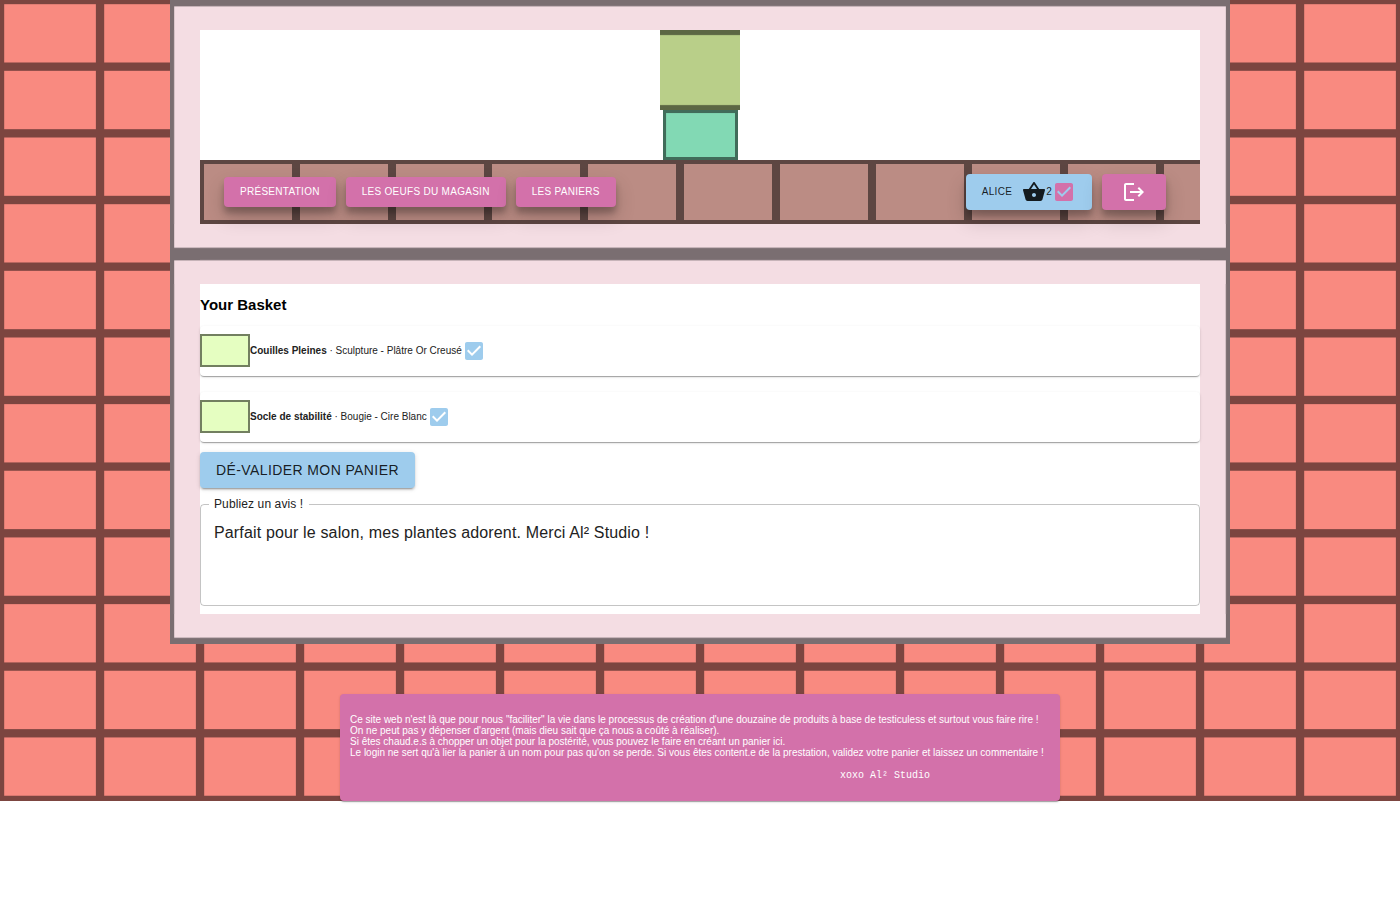 PRÉSENTATION LES OEUFS DU MAGASIN LES PANIERS ALICE 2
Your Basket
Couilles Pleines · Sculpture - Plâtre Or Creusé
Socle de stabilité · Bougie - Cire Blanc
DÉ-VALIDER MON PANIER
Publiez un avis !
Parfait pour le salon, mes plantes adorent. Merci Al² Studio !
Ce site web n'est là que pour nous "faciliter" la vie dans le processus de création d'une douzaine de produits à base de testiculess et surtout vous faire rire !
On ne peut pas y dépenser d'argent (mais dieu sait que ça nous a coûté à réaliser).
Si êtes chaud.e.s à chopper un objet pour la postérité, vous pouvez le faire en créant un panier ici.
Le login ne sert qu'à lier la panier à un nom pour pas qu'on se perde. Si vous êtes content.e de la prestation, validez votre panier et laissez un commentaire !
xoxo Al² Studio